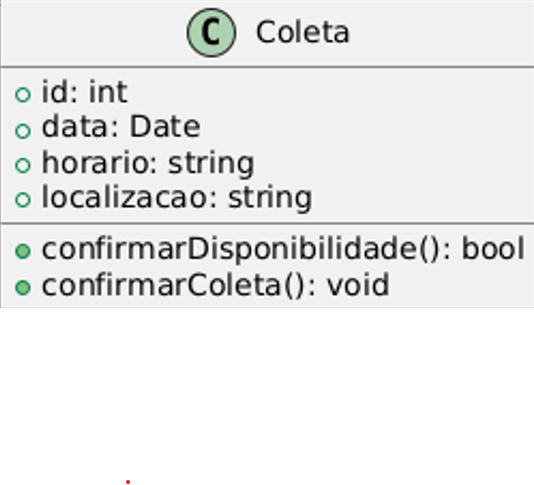 C Coleta
id: int
data: Date
horario: string
localizacao: string
confirmarDisponibilidade(): bool
confirmarColeta(): void